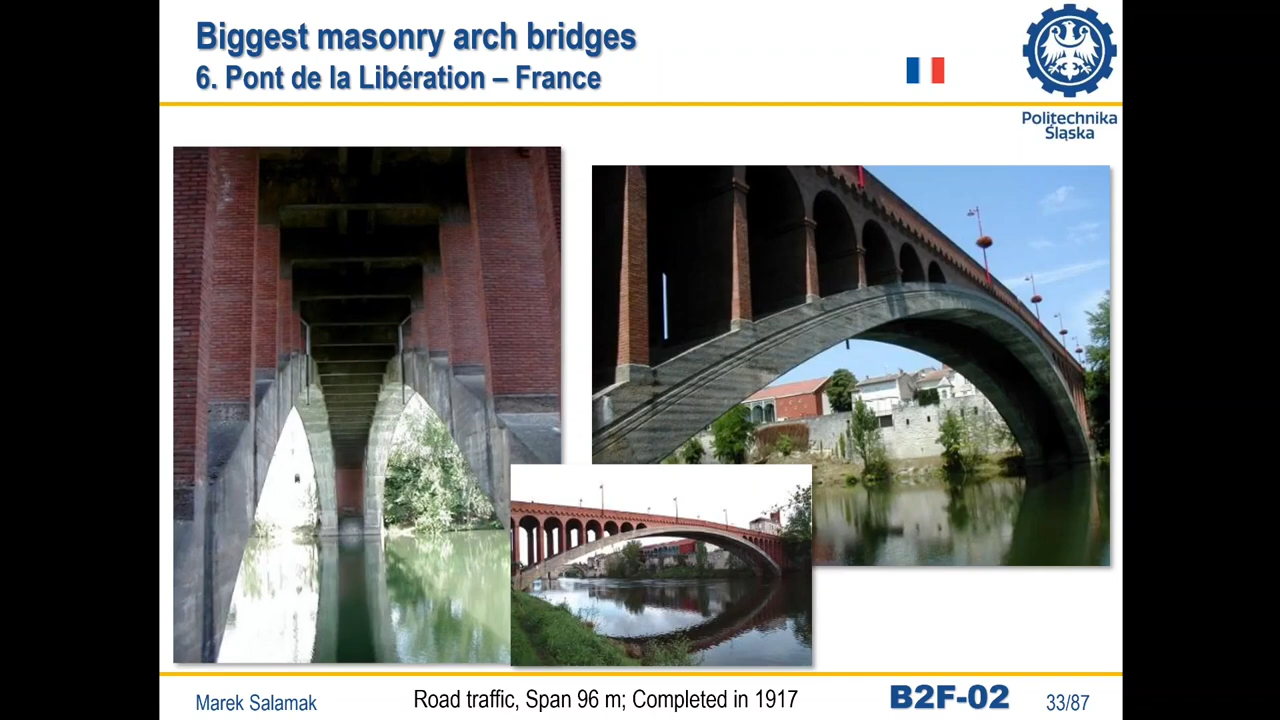 Biggest masonry arch bridges
6. Pont de la Libération – France
Politechnika
Śląska
Marek Salamak
Road traffic, Span 96 m; Completed in 1917
B2F-02
33/87